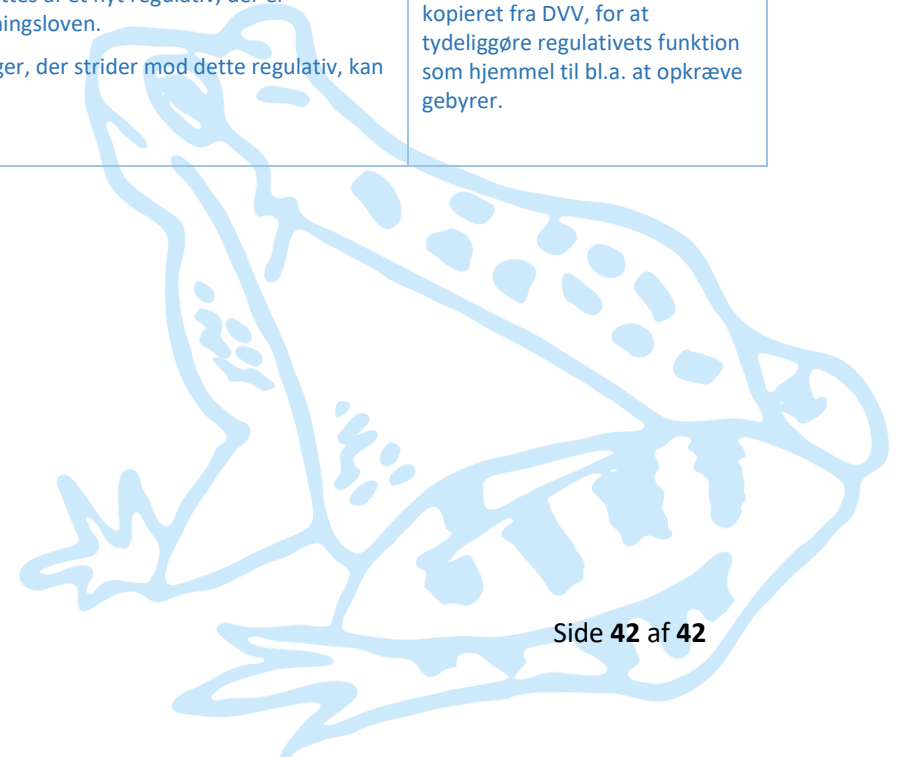 ttes af et nyt regulativ, der er
ningsloven.
ger, der strider mod dette regulativ, kan
kopieret fra DVV, for at
tydeliggøre regulativets funktion
som hjemmel til bl.a. at opkræve
gebyrer.
Side 42 af 42